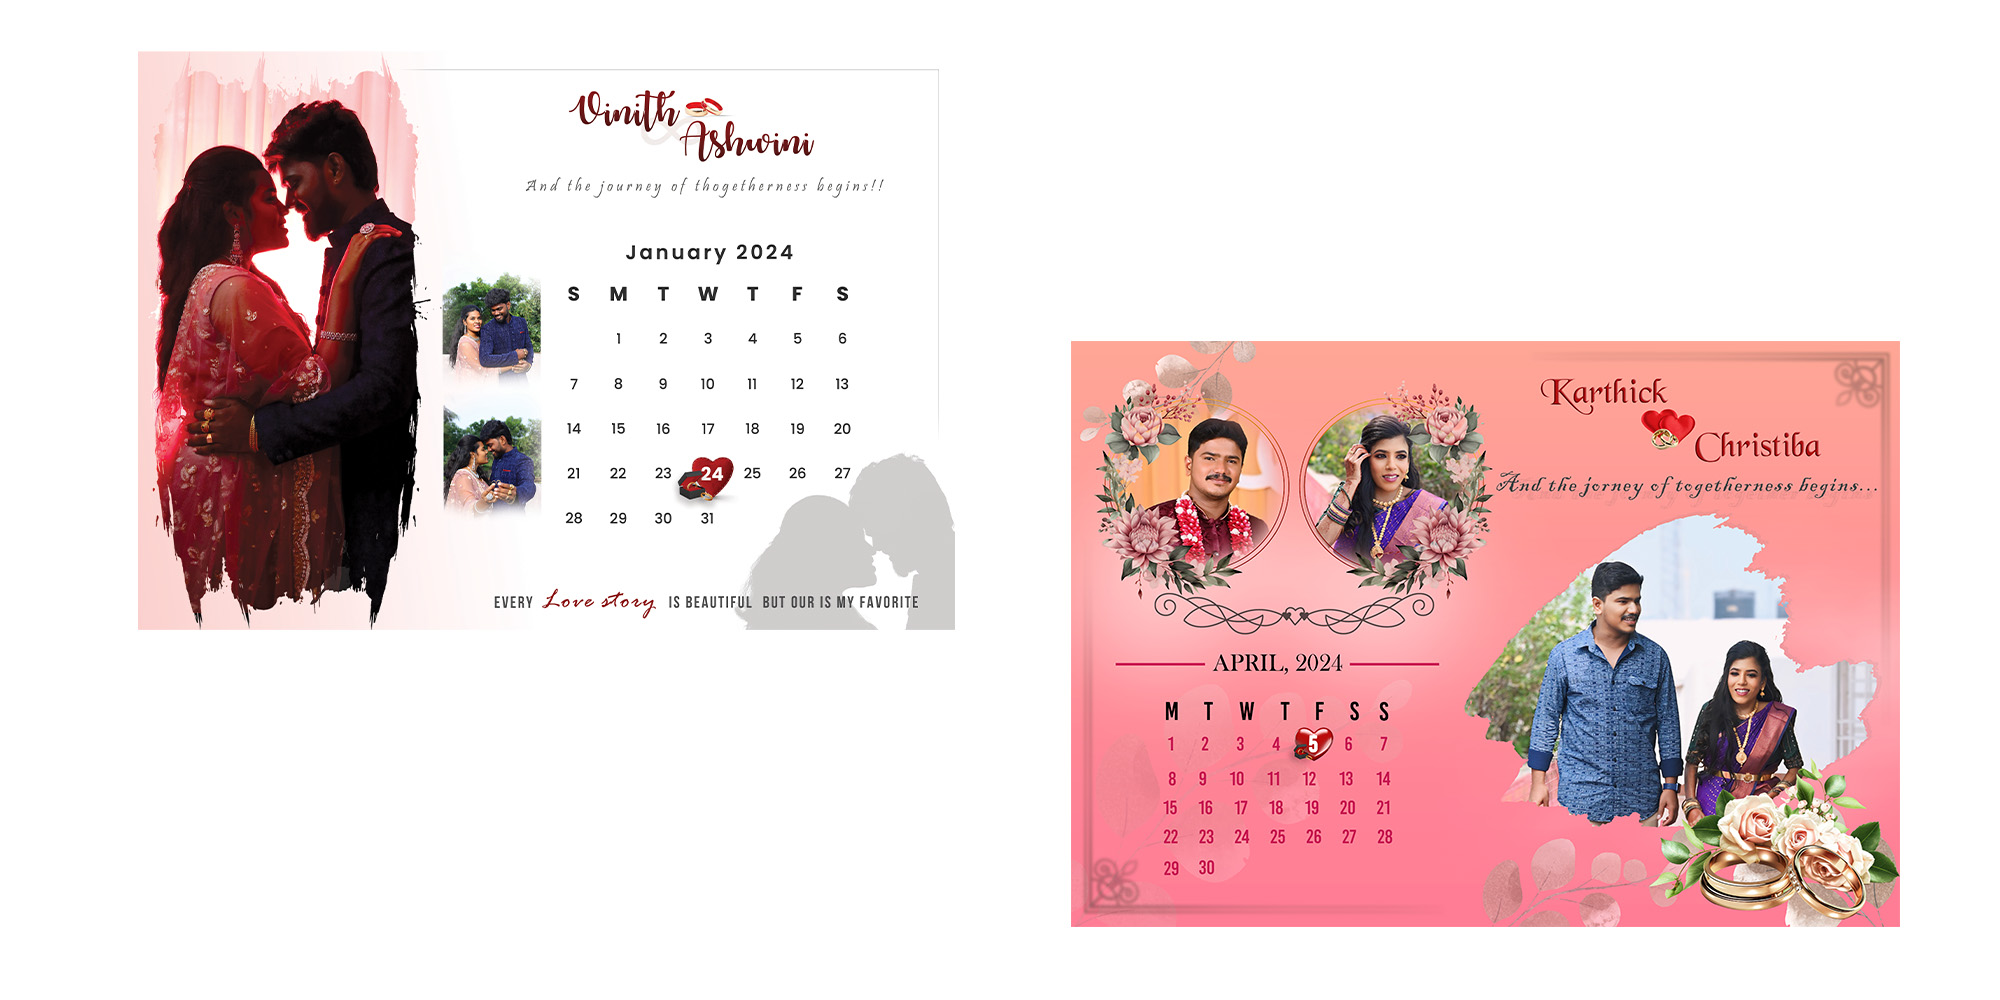 Vinith
Ashwini
And the journey of thogetherness begins!!
January 2024
S M T W T F S
1 2 3 4 5 6
7 8 9 10 11 12 13
14 15 16 17 18 19 20
21 22 23 24 25 26 27
28 29 30 31
EVERY Love story IS BEAUTIFUL BUT OUR IS MY FAVORITE
Karthick
Christiba
And the jorney of togetherness begins...
APRIL, 2024
M T W T F S S
1 2 3 4 5 6 7
8 9 10 11 12 13 14
15 16 17 18 19 20 21
22 23 24 25 26 27 28
29 30